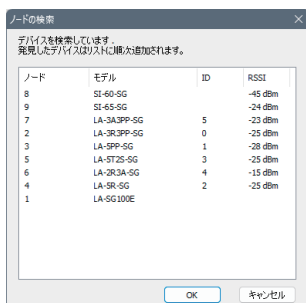 ノードの検索
デバイスを検索しています．
発見したデバイスはリストに順次追加されます。
ノード モデル ID RSSI
8 SI-60-SG -45 dBm
9 SI-65-SG -24 dBm
7 LA-3A3PP-SG 5 -23 dBm
2 LA-3R3PP-SG 0 -25 dBm
3 LA-5PP-SG 1 -28 dBm
5 LA-5T2S-SG 3 -25 dBm
6 LA-2R3A-SG 4 -15 dBm
4 LA-5R-SG 2 -25 dBm
1 LA-SG100E
OK キャンセル